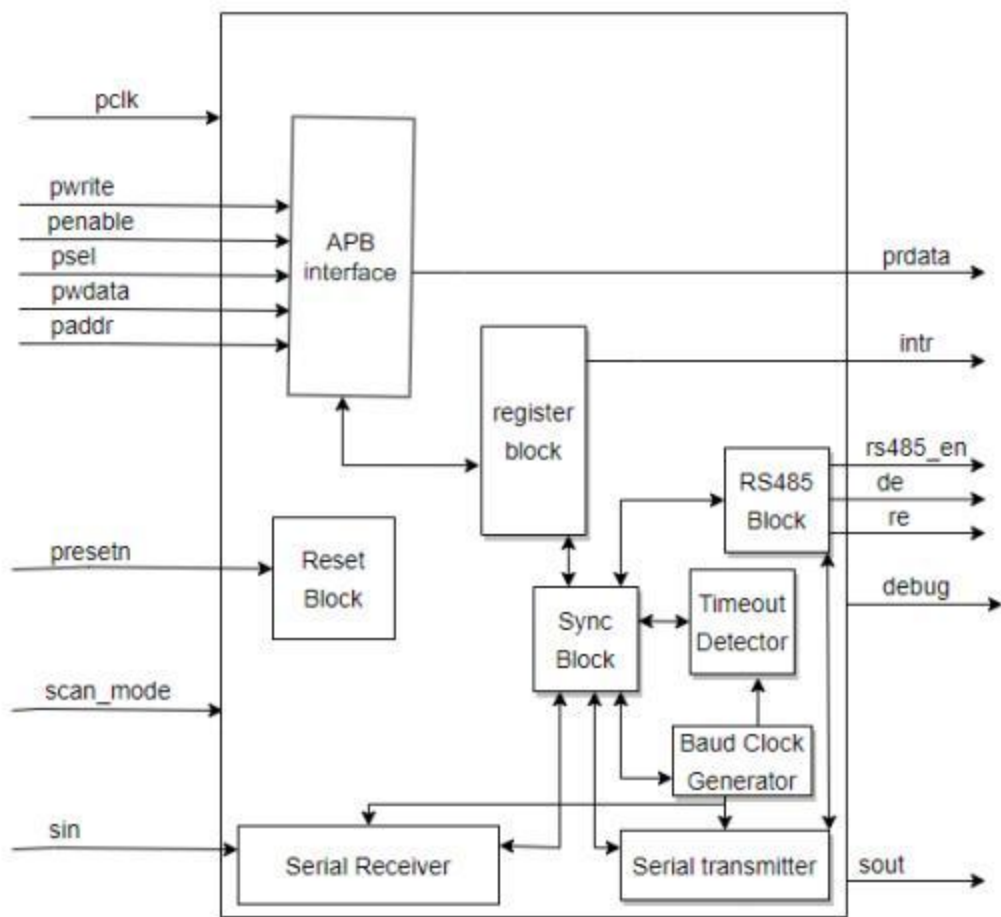 pclk
pwrite
penable
psel
pwdata
paddr
APB
interface
prdata
intr
register
block
rs485_en
de
re
RS485
Block
presetn
Reset
Block
debug
Sync
Block
Timeout
Detector
scan_mode
Baud Clock
Generator
sin
Serial Receiver
Serial transmitter
sout